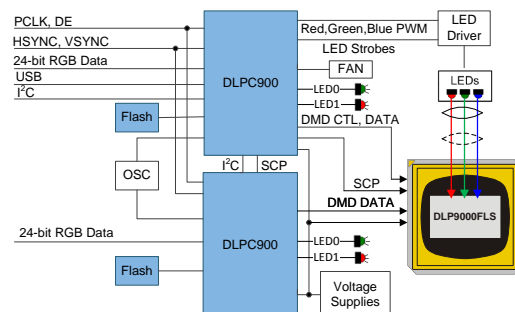 PCLK, DE
HSYNC, VSYNC
24-bit RGB Data
USB
I²C
Flash
OSC
DLPC900
Red,Green,Blue PWM
LED Strobes
LED Driver
FAN
LED0
LED1
LEDs
DMD CTL, DATA
I²C
SCP
SCP
DMD DATA
DLP9000FLS
24-bit RGB Data
Flash
DLPC900
LED0
LED1
Voltage Supplies